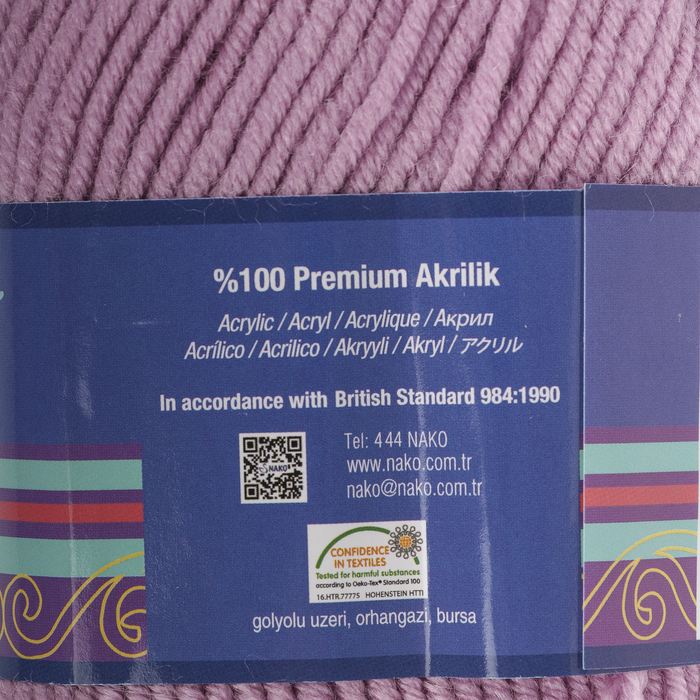 %100 Premium Akrilik
Acrylic / Acryl / Acrylique / Акрил
Acrílico / Acrilico / Akryyli / Akryl / アクリル
In accordance with British Standard 984:1990
NAKO
Tel: 444 NAKO
www.nako.com.tr
nako@nako.com.tr
CONFIDENCE
IN TEXTILES
Tested for harmful substances
according to Oeko-Tex® Standard 100
16.HTR.77775 HOHENSTEIN HTTI
golyolu uzeri, orhangazi, bursa